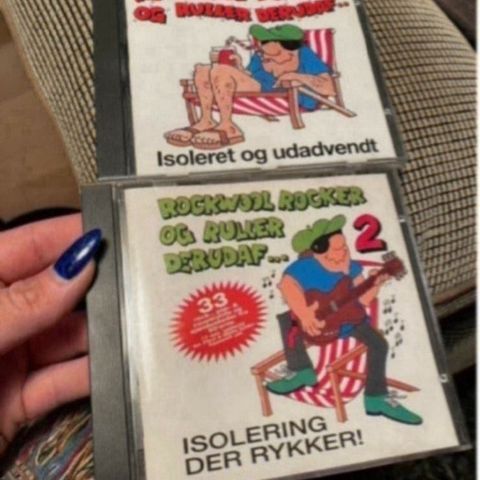 OG RULLER DERUDAF...
Isoleret og udadvendt
ROCKWOOL ROCKER
OG RULLER
DERUDAF...
2
33
ISOLERING
DER RYKKER!